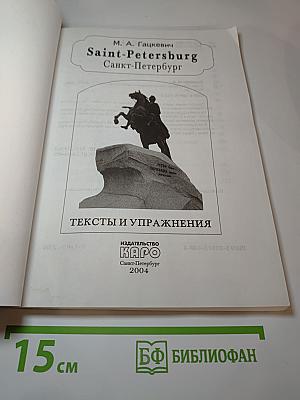 М. А. Гацкевич
Saint-Petersburg
Санкт-Петербург
ТЕКСТЫ И УПРАЖНЕНИЯ
ИЗДАТЕЛЬСТВО
КАРО
Санкт-Петербург
2004
15 см
БФ БИБЛИОФАН